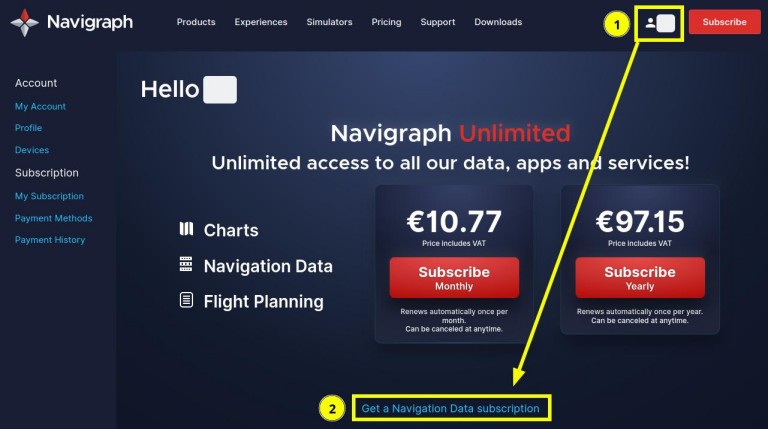 Navigraph
Products Experiences Simulators Pricing Support Downloads
1
Subscribe
Account
My Account
Profile
Devices
Subscription
My Subscription
Payment Methods
Payment History
Hello
Navigraph Unlimited
Unlimited access to all our data, apps and services!
Charts
Navigation Data
Flight Planning
€10.77
Price includes VAT
Subscribe
Monthly
Renews automatically once per
month.
Can be canceled at anytime.
€97.15
Price includes VAT
Subscribe
Yearly
Renews automatically once per year.
Can be canceled at anytime.
2
Get a Navigation Data subscription